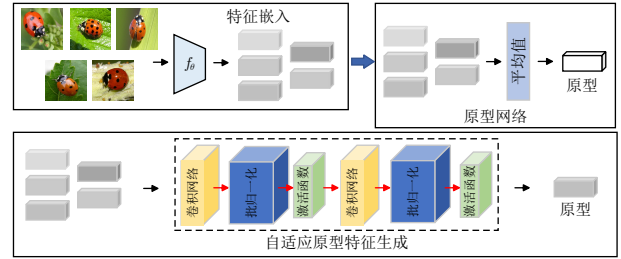 特征嵌入
fθ
平均值
原型
原型网络
卷积网络
批归一化
激活函数
卷积网络
批归一化
激活函数
原型
自适应原型特征生成